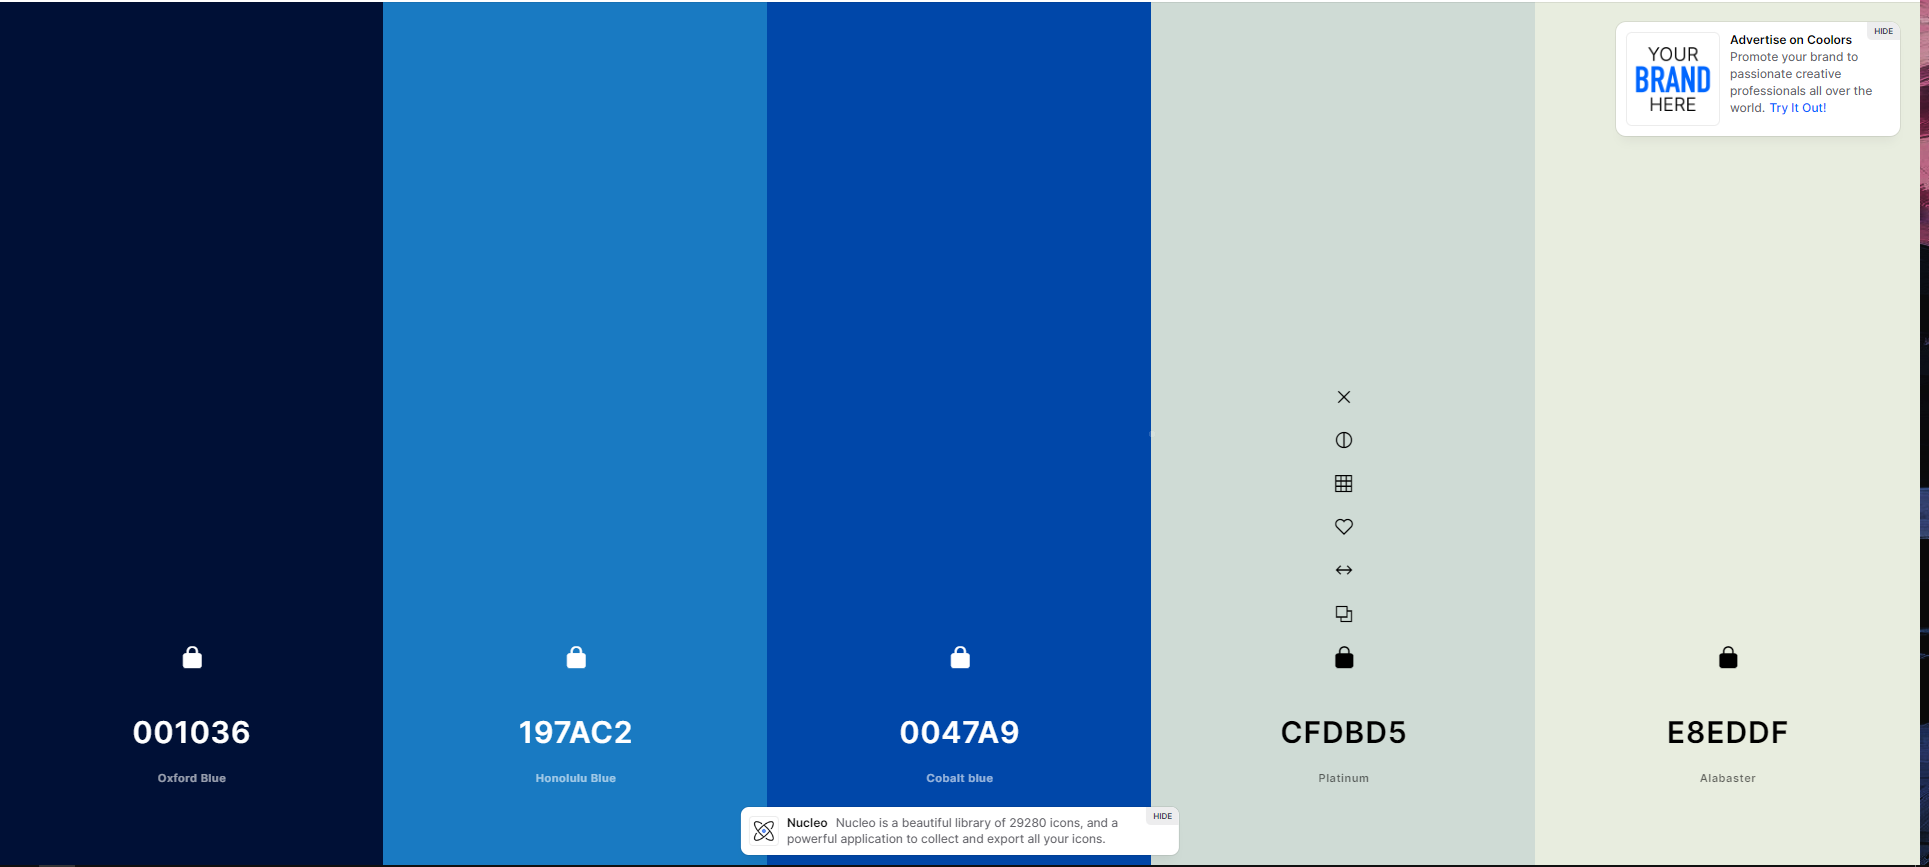 HIDE
YOUR
BRAND
HERE
Advertise on Coolors
Promote your brand to
passionate creative
professionals all over the
world. Try It Out!
001036
197AC2
0047A9
CFDBD5
E8EDDF
Oxford Blue
Honolulu Blue
Cobalt blue
Platinum
Alabaster
HIDE
Nucleo Nucleo is a beautiful library of 29280 icons, and a
powerful application to collect and export all your icons.